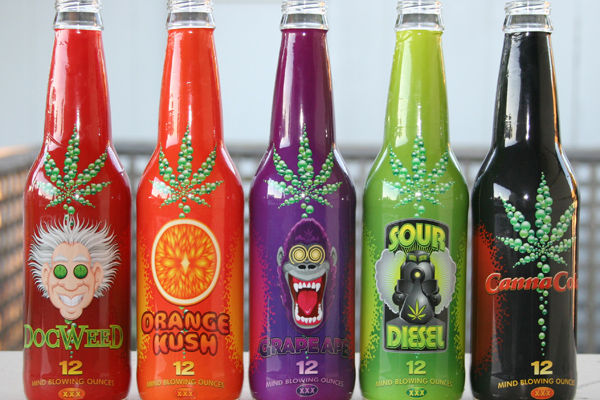 DOCWEED
12
MIND BLOWING OUNCES
XXX
ORANGE
KUSH
12
MIND BLOWING OUNCES
XXX
GRAPE APE
12
MIND BLOWING OUNCES
XXX
SOUR
DIESEL
12
MIND BLOWING OUNCES
XXX
CannaCola
12
MIND BLOWING OUNCES
XXX